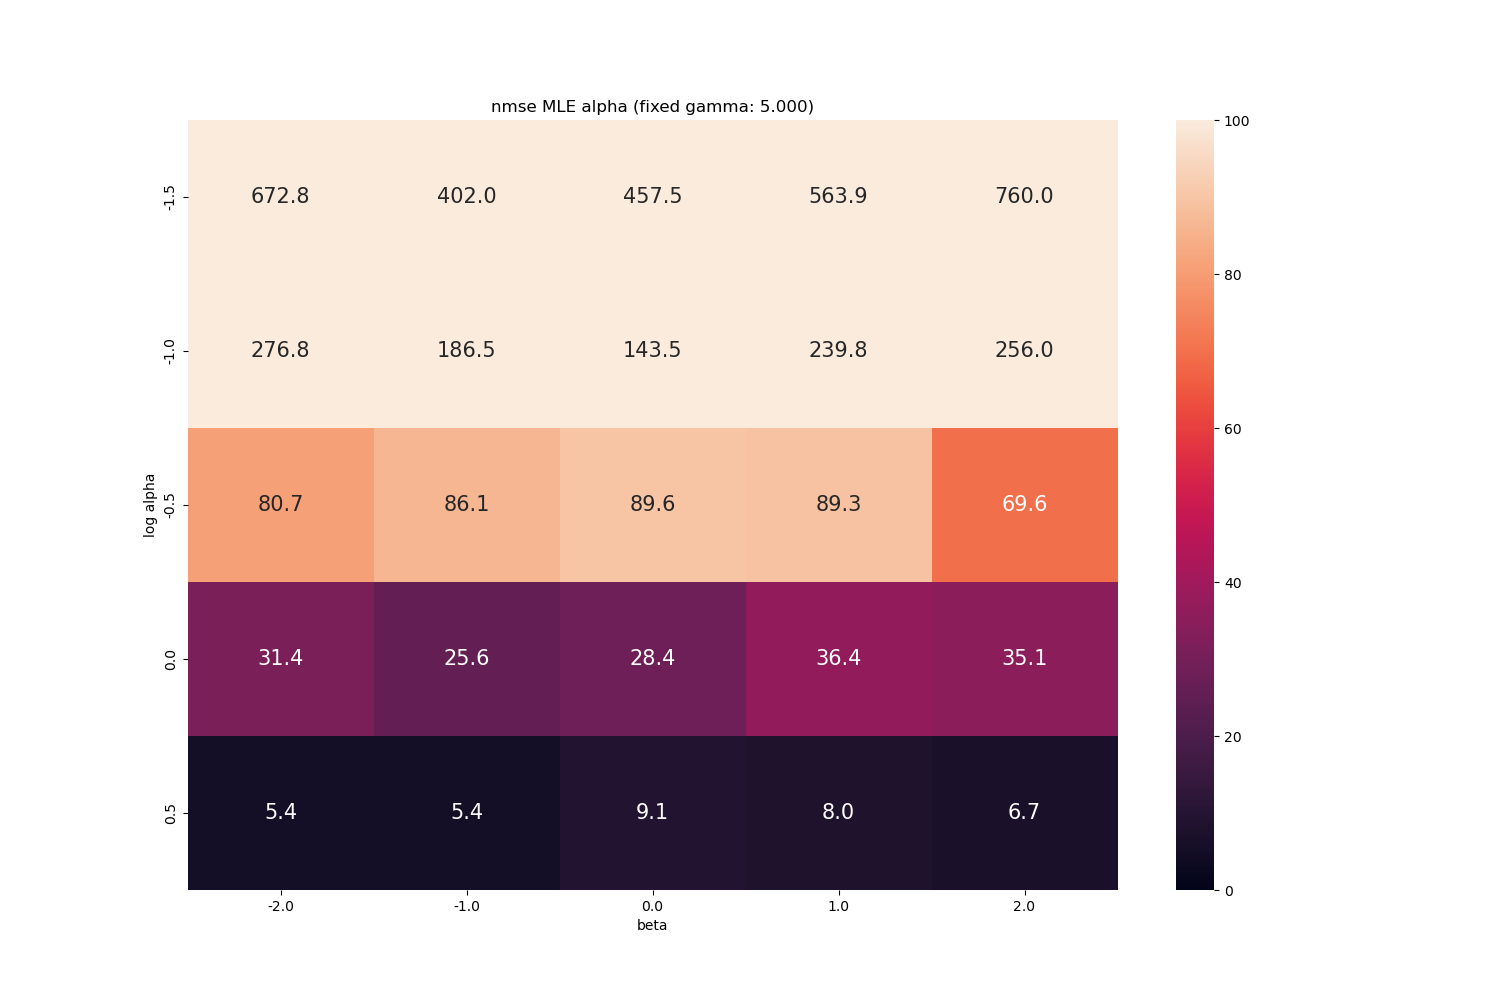 nmse MLE alpha (fixed gamma: 5.000)
-1.5 672.8 402.0 457.5 563.9 760.0
-1.0 276.8 186.5 143.5 239.8 256.0
-0.5 80.7 86.1 89.6 89.3 69.6
0.0 31.4 25.6 28.4 36.4 35.1
0.5 5.4 5.4 9.1 8.0 6.7
log alpha
-2.0 -1.0 0.0 1.0 2.0
beta
100
80
60
40
20
0